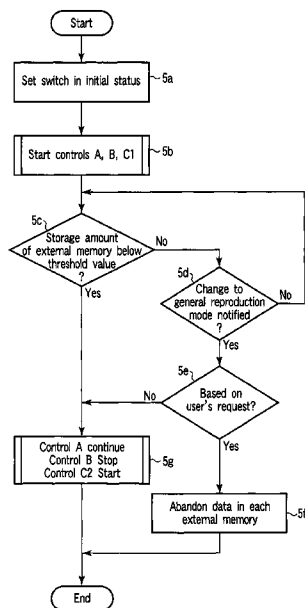 Start
Set switch in initial status
5a
Start controls A, B, C1
5b
5c
Storage amount
of external memory below
threshold value
?
No
Yes
5d
Change to
general reproduction
mode notified
?
No
Yes
5e
Based on
user's request?
No
Yes
Control A continue
Control B Stop
Control C2 Start
5g
Abandon data in each
external memory
5f
End